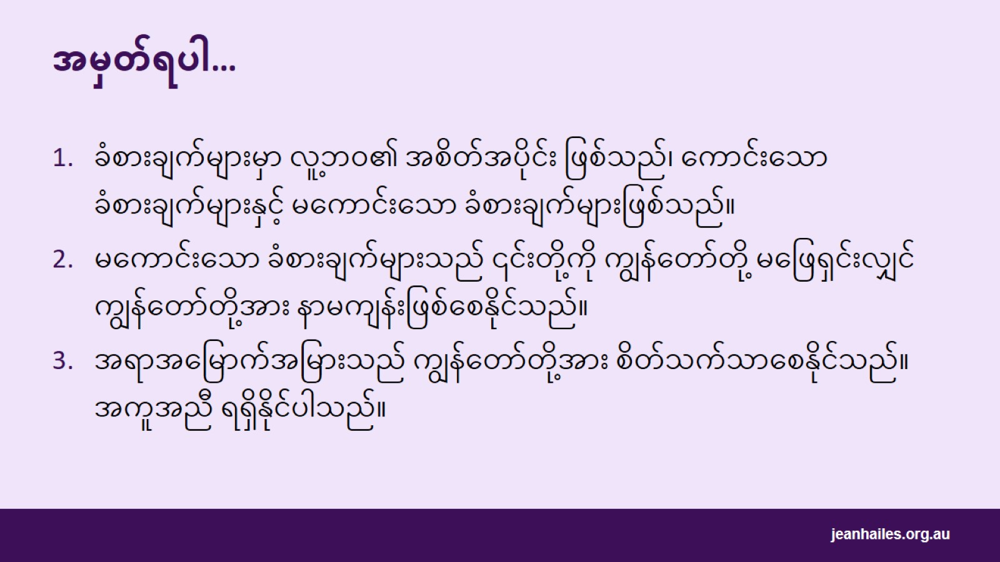 အမှတ်ရပါ...
1. ခံစားချက်များမှာ လူ့ဘဝ၏ အစိတ်အပိုင်း ဖြစ်သည်၊ ကောင်းသော
ခံစားချက်များနှင့် မကောင်းသော ခံစားချက်များဖြစ်သည်။
2. မကောင်းသော ခံစားချက်များသည် ၎င်းတို့ကို ကျွန်တော်တို့ မဖြေရှင်းလျှင်
ကျွန်တော်တို့အား နာမကျန်းဖြစ်စေနိုင်သည်။
3. အရာအမြောက်အမြားသည် ကျွန်တော်တို့အား စိတ်သက်သာစေနိုင်သည်။
အကူအညီ ရရှိနိုင်ပါသည်။
jeanhailes.org.au